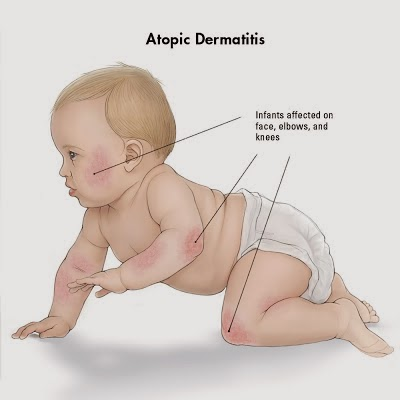 Atopic Dermatitis
Infants affected on
face, elbows, and
knees